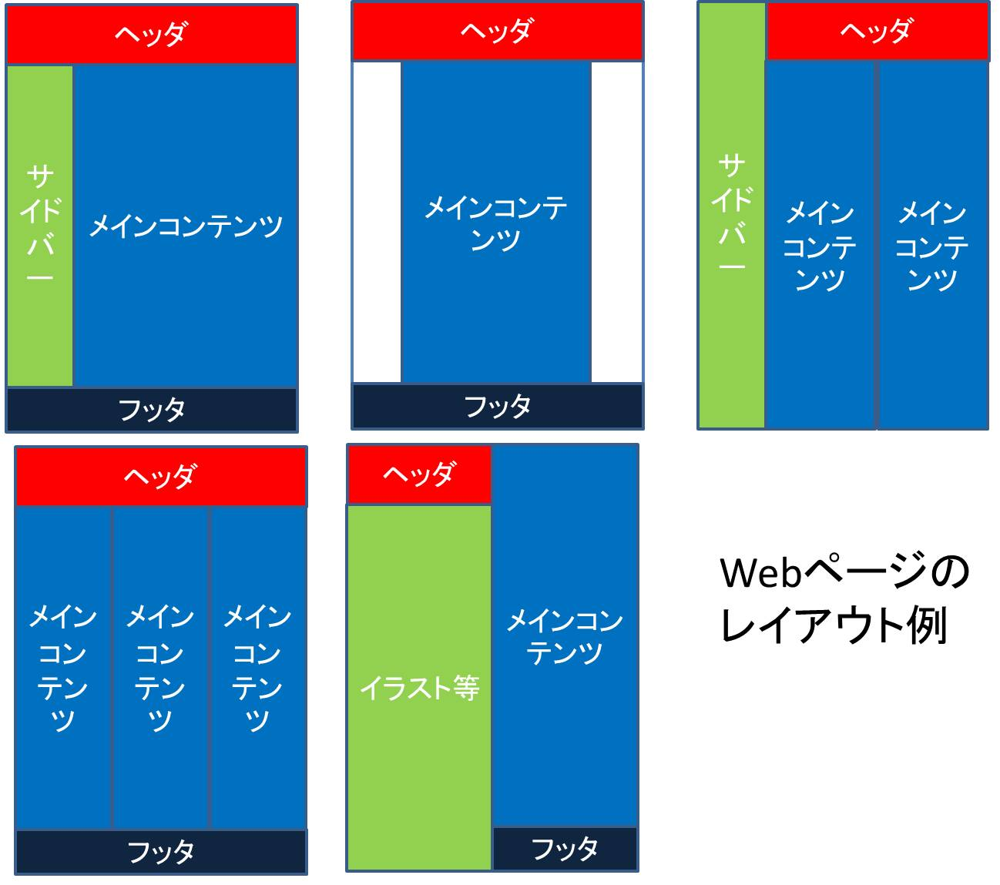 ヘッダ
サ
イド
バ
ー
メインコンテンツ
フッタ
ヘッダ
メインコンテ
ンツ
フッタ
サ
イド
バ
ー
ヘッダ
メイン
コンテ
ンツ
メイン
コンテ
ンツ
ヘッダ
メイン
コン
テン
ツ
メイン
コン
テン
ツ
メイン
コン
テン
ツ
フッタ
ヘッダ
イラスト等
メインコン
テンツ
フッタ
Webページの
レイアウト例